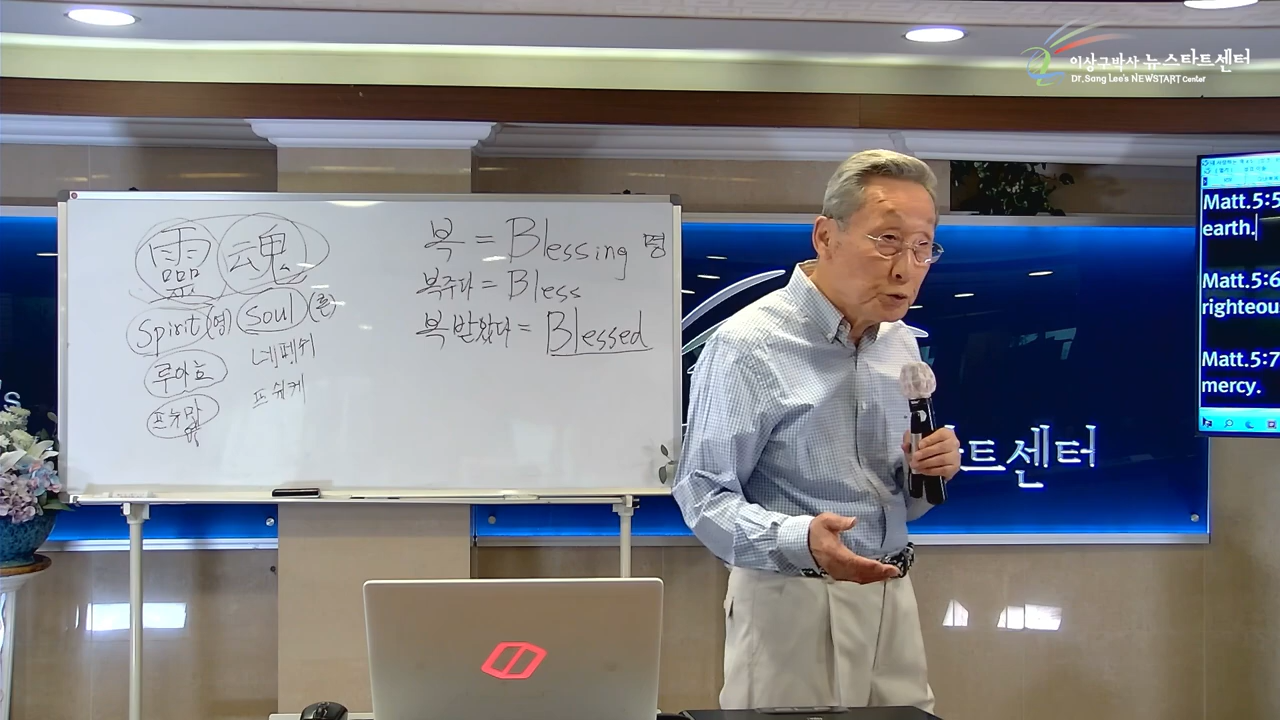 이상구박사 뉴스타트센터
Dr.Sang Lee's NEWSTART Center
靈魂
Spirit(영) Soul(혼)
루아흐 네페쉬
프뉴마 프쉬케
복 = Blessing 명
복주다 = Bless
복 받았다 = Blessed
타트센터
s
Matt.5:5
earth.
Matt.5:6
righteou
Matt.5:7
mercy.